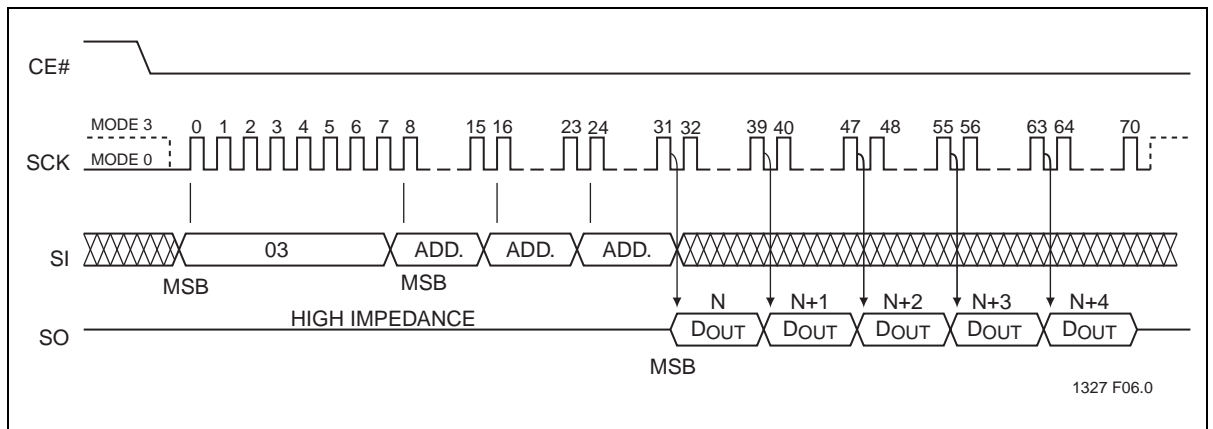 CE#
MODE 3
0 1 2 3 4 5 6 7 8 15 16 23 24 31 32 39 40 47 48 55 56 63 64 70
SCK
MODE 0
SI
03
ADD.
ADD.
ADD.
MSB
MSB
HIGH IMPEDANCE
N
N+1
N+2
N+3
N+4
SO
DOUT
DOUT
DOUT
DOUT
DOUT
MSB
1327 F06.0